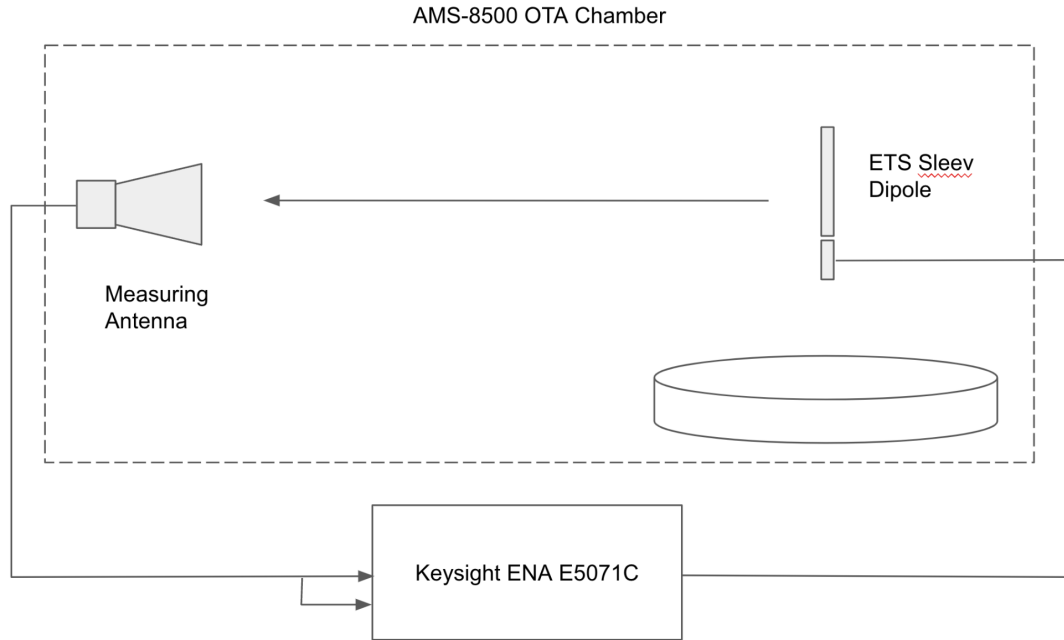 AMS-8500 OTA Chamber
ETS Sleev
Dipole
Measuring
Antenna
Keysight ENA E5071C